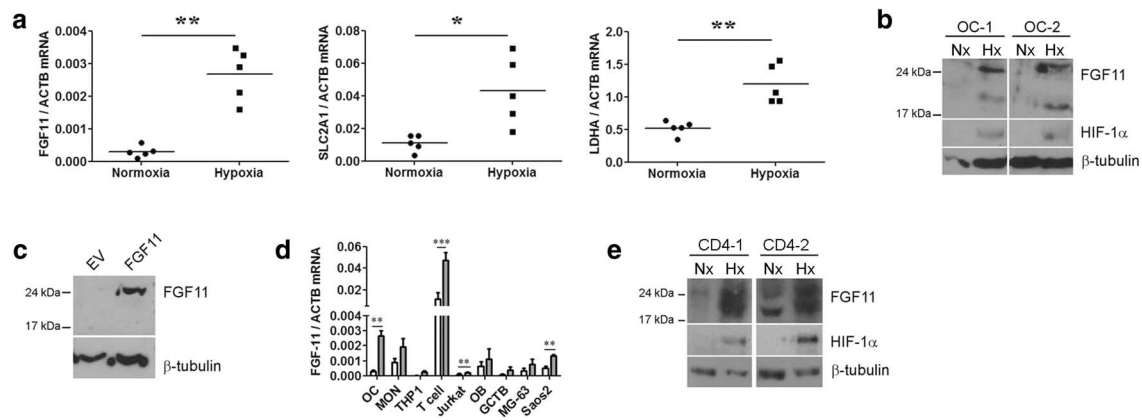 a
**
FGF11 / ACTB mRNA
0.004
0.003
0.002
0.001
0.000
Normoxia Hypoxia
*
SLC2A1 / ACTB mRNA
0.08
0.06
0.04
0.02
0.00
Normoxia Hypoxia
**
LDHA / ACTB mRNA
2.0
1.5
1.0
0.5
0.0
Normoxia Hypoxia
b
OC-1 OC-2
Nx Hx Nx Hx
24 kDa
17 kDa
FGF11
HIF-1α
β-tubulin
c
EV FGF11
24 kDa
17 kDa
FGF11
β-tubulin
d
FGF-11 / ACTB mRNA
0.06
0.04
0.02
0.003
0.002
0.001
0.000
**
***
**
**
OC MON THP1 T cell Jurkat OB GCTB MG-63 Saos2
e
CD4-1 CD4-2
Nx Hx Nx Hx
24 kDa
17 kDa
FGF11
HIF-1α
β-tubulin